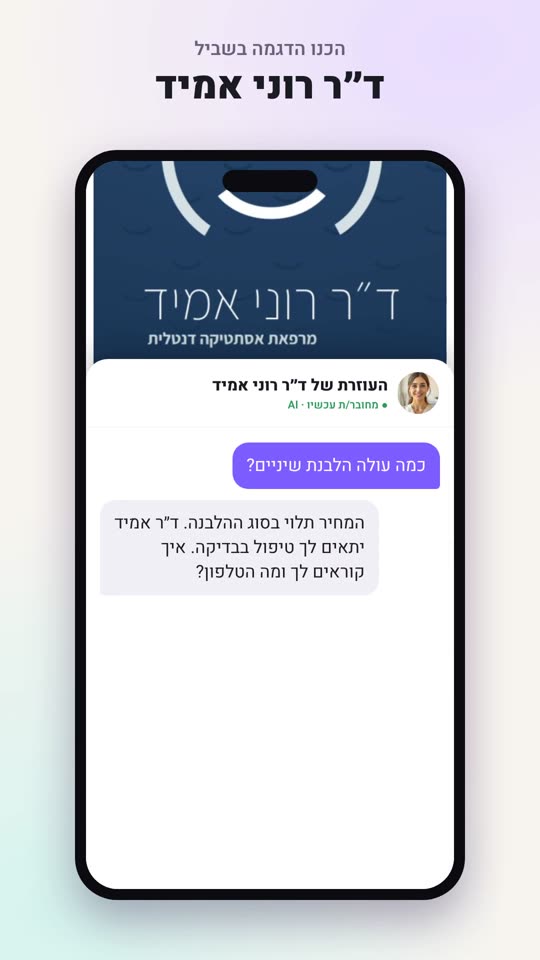 הכנו הדגמה בשביל
ד״ר רוני אמיד
ד״ר רוני אמיד
מרפאת אסתטיקה דנטלית
העוזרת של ד״ר רוני אמיד
● מחובר/ת עכשיו · AI
כמה עולה הלבנת שיניים?
המחיר תלוי בסוג ההלבנה. ד״ר אמיד
יתאים לך טיפול בבדיקה. איך
קוראים לך ומה הטלפון?